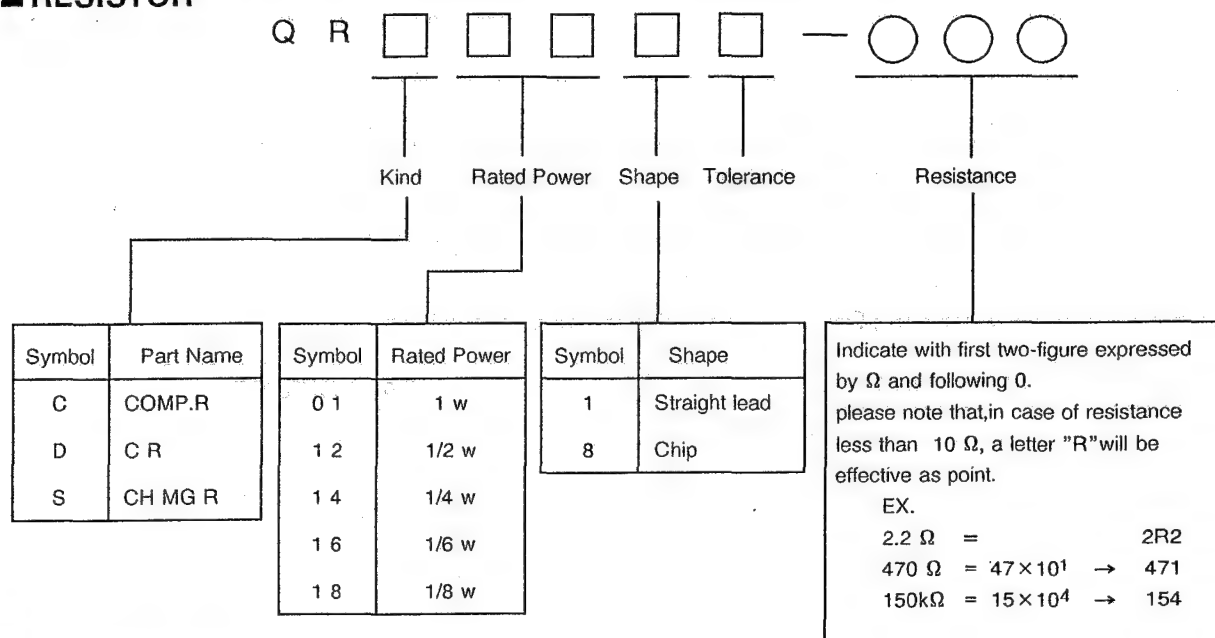 RESISTOR
Q R □ □ □ □ □ — ○ ○ ○
Kind Rated Power Shape Tolerance Resistance
Symbol Part Name
C COMP.R
D C R
S CH MG R
Symbol Rated Power
0 1 1 w
1 2 1/2 w
1 4 1/4 w
1 6 1/6 w
1 8 1/8 w
Symbol Shape
1 Straight lead
8 Chip
Indicate with first two-figure expressed
by Ω and following 0.
please note that,in case of resistance
less than 10 Ω, a letter "R"will be
effective as point.
EX.
2.2 Ω = 2R2
470 Ω = 47×10¹ → 471
150kΩ = 15×10⁴ → 154